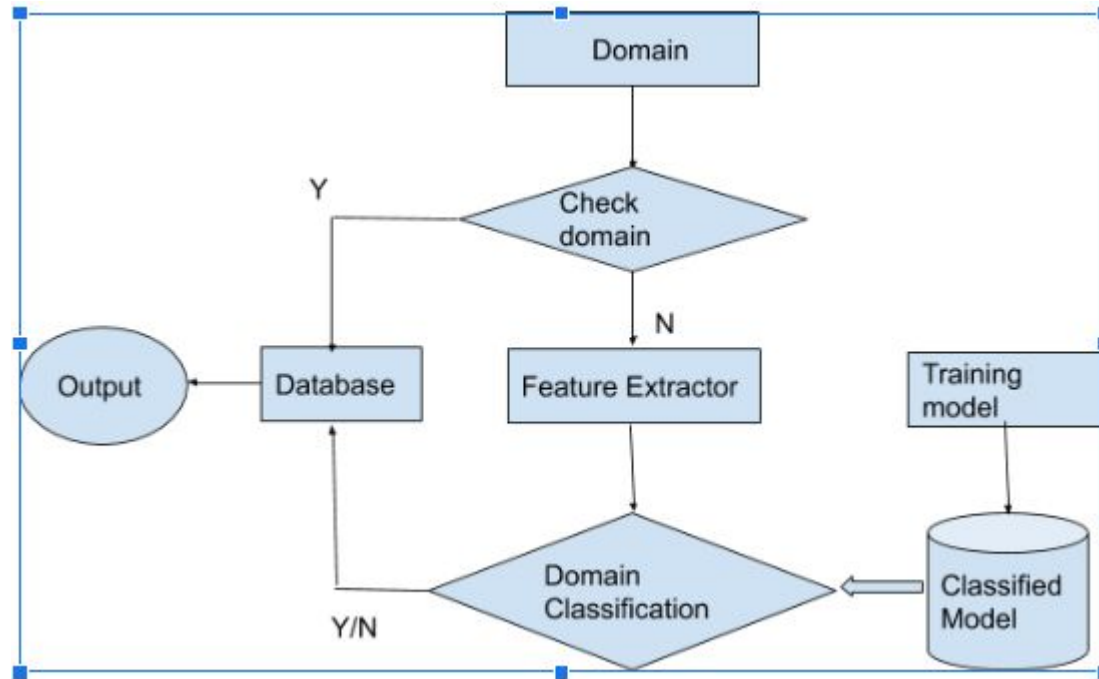 Domain
Y
Check
domain
N
Output
Database
Feature Extractor
Training
model
Domain
Classification
Classified
Model
Y/N